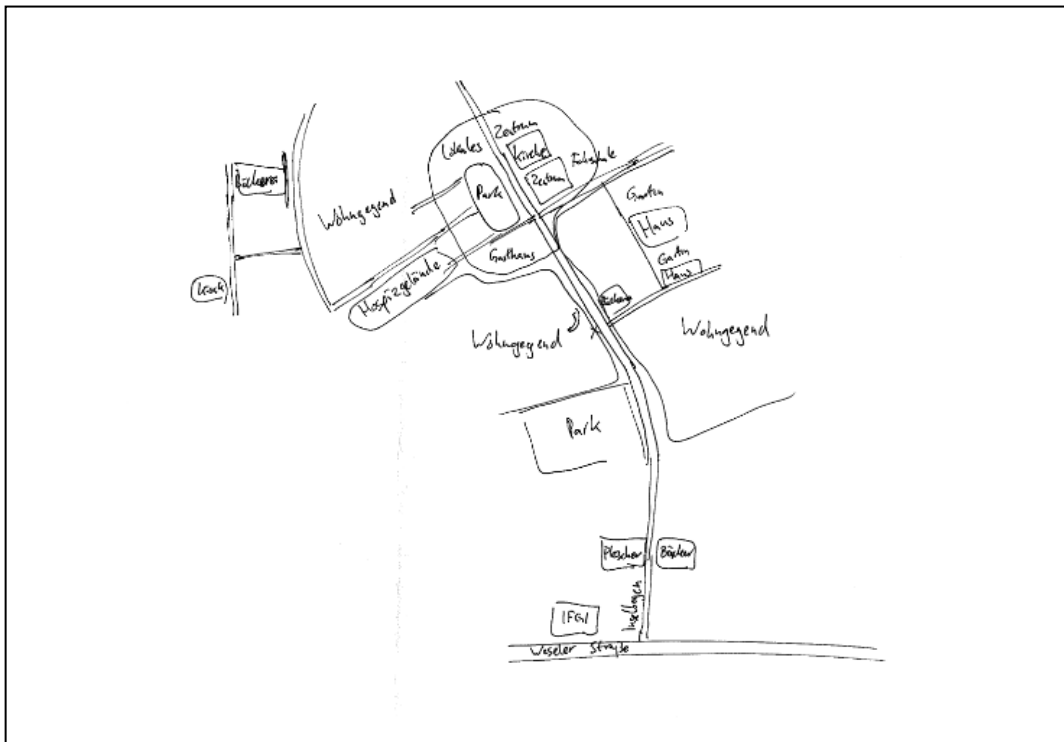 Lokales Zentrum
Kirche
Zentrum
Fahrschule
Park
Gasthaus
Wohngegend
Bäckerei
Hospizgelände
Garten
Haus
Garten
Haus
Wohngegend
Wohngegend
Park
Bäcker
IFGI
Weseler Straße